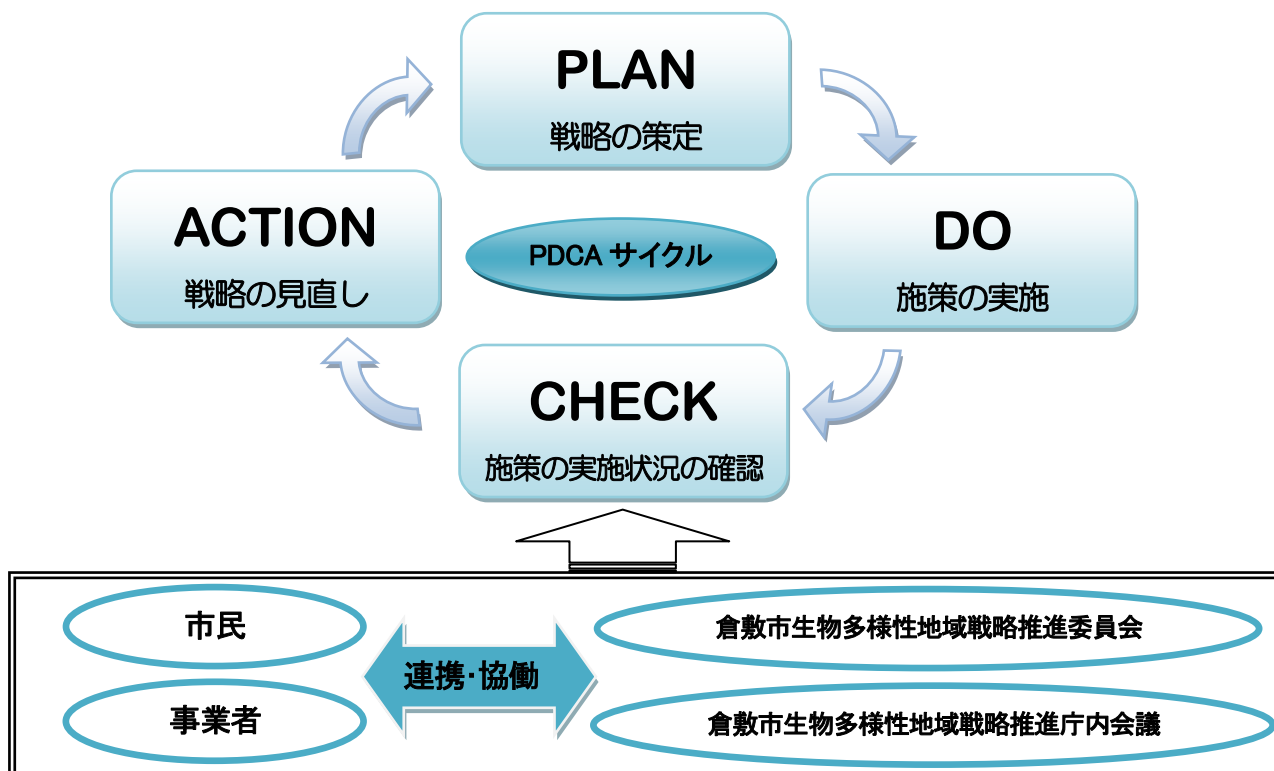 PLAN
戦略の策定
ACTION
戦略の見直し
PDCA サイクル
DO
施策の実施
CHECK
施策の実施状況の確認
市民
事業者
連携・協働
倉敷市生物多様性地域戦略推進委員会
倉敷市生物多様性地域戦略推進庁内会議